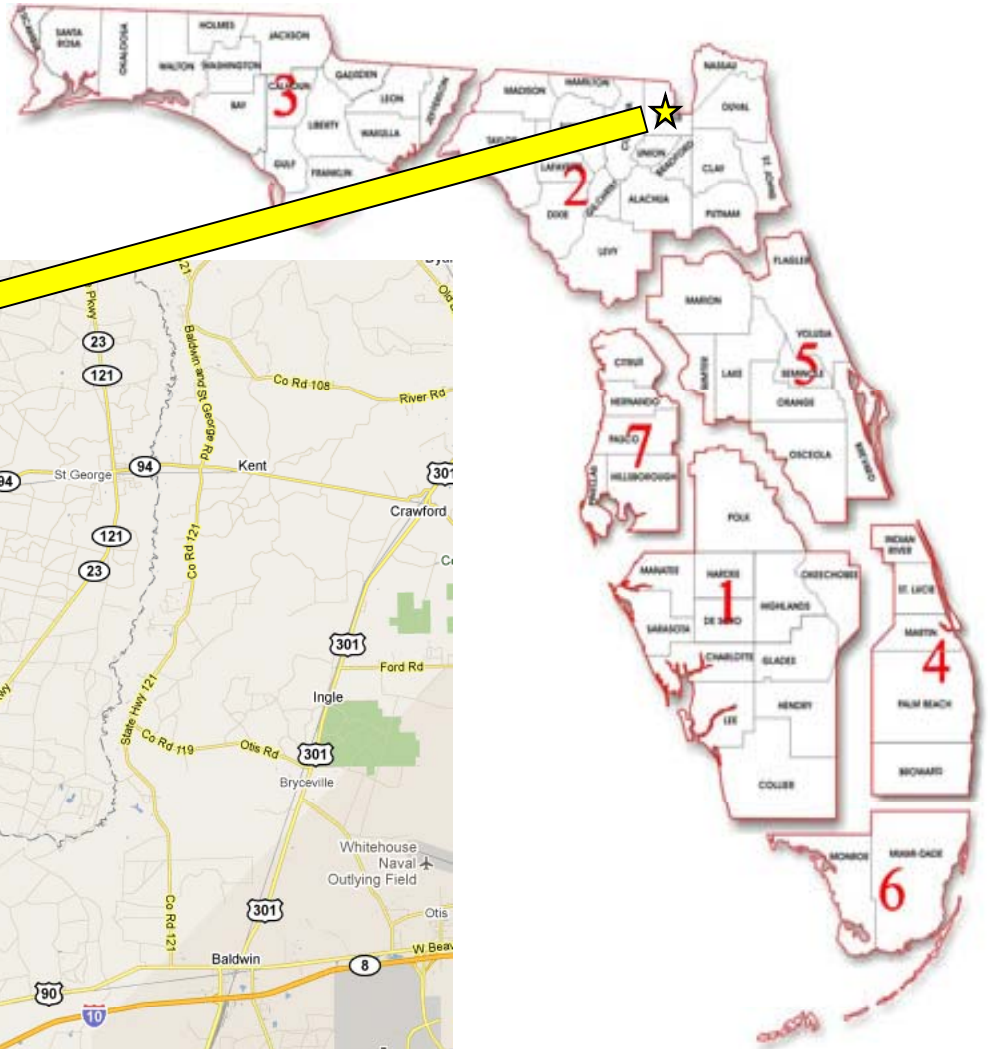 ESCAMBIA
SANTA
ROSA
OKALOOSA
WALTON
HOLMES
WASHINGTON
JACKSON
BAY
CALHOUN
3
GULF
LIBERTY
FRANKLIN
GADSDEN
LEON
WAKULLA
JEFFERSON
MADISON
HAMILTON
TAYLOR
2
DIXIE
GILCHRIST
LEVY
UNION
BRADFORD
ALACHUA
NASSAU
DUVAL
CLAY
ST. JOHNS
PUTNAM
FLAGLER
MARION
VOLUSIA
5
SUMTER
LAKE
SEMINOLE
ORANGE
OSCEOLA
BREVARD
CITRUS
HERNANDO
PASCO
7
HILLSBOROUGH
PINELLAS
POLK
MANATEE
HARDEE
OKEECHOBEE
1
HIGHLANDS
DE SOTO
SARASOTA
CHARLOTTE
GLADES
LEE
HENDRY
COLLIER
INDIAN
RIVER
ST. LUCIE
MARTIN
4
PALM BEACH
BROWARD
MONROE
MIAMI-DADE
6
Pkwy
21
23
121
Baldwin and St George Rd
Co Rd 108
River Rd
94
St George
94
Kent
301
Crawford
121
23
Co Rd 121
301
Ford Rd
Ingle
State Hwy 121
Co Rd 119
Otis Rd
301
Bryceville
Whitehouse
Naval
Outlying Field
Co Rd 121
301
Otis
Baldwin
8
W Beav
90
10